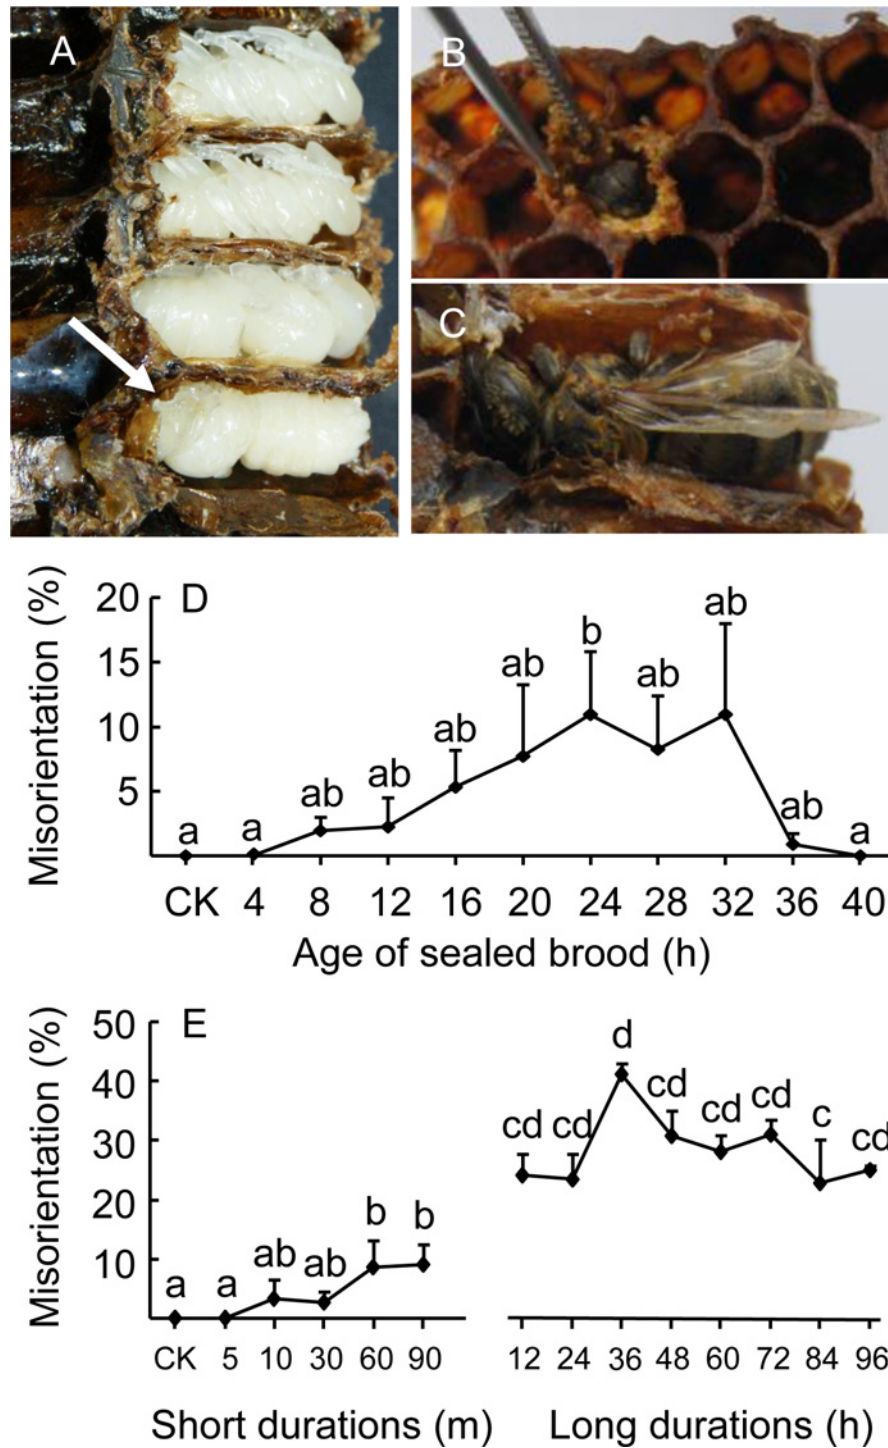 A
B
C
D
Misorientation (%)
20
15
10
5
a a ab ab ab ab b ab ab ab a
CK 4 8 12 16 20 24 28 32 36 40
Age of sealed brood (h)
E
Misorientation (%)
50
40
30
20
10
a a ab ab b b
cd cd d cd cd cd c cd
CK 5 10 30 60 90
12 24 36 48 60 72 84 96
Short durations (m)
Long durations (h)